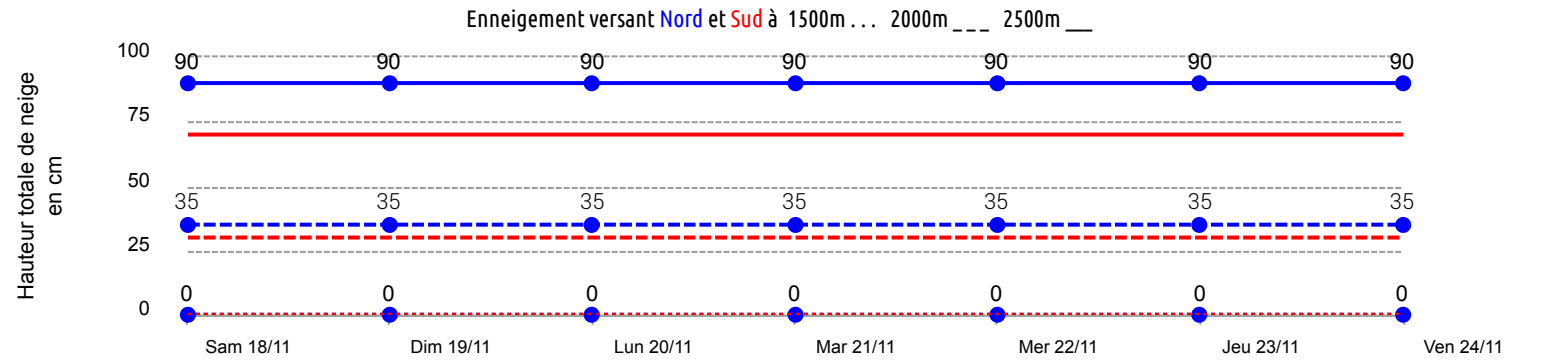 Enneigement versant Nord et Sud à 1500m . . . 2000m _ _ _ 2500m __
Hauteur totale de neige
en cm
100
90 90 90 90 90 90 90
75
50
35 35 35 35 35 35 35
25
0 0 0 0 0 0 0
0
Sam 18/11 Dim 19/11 Lun 20/11 Mar 21/11 Mer 22/11 Jeu 23/11 Ven 24/11